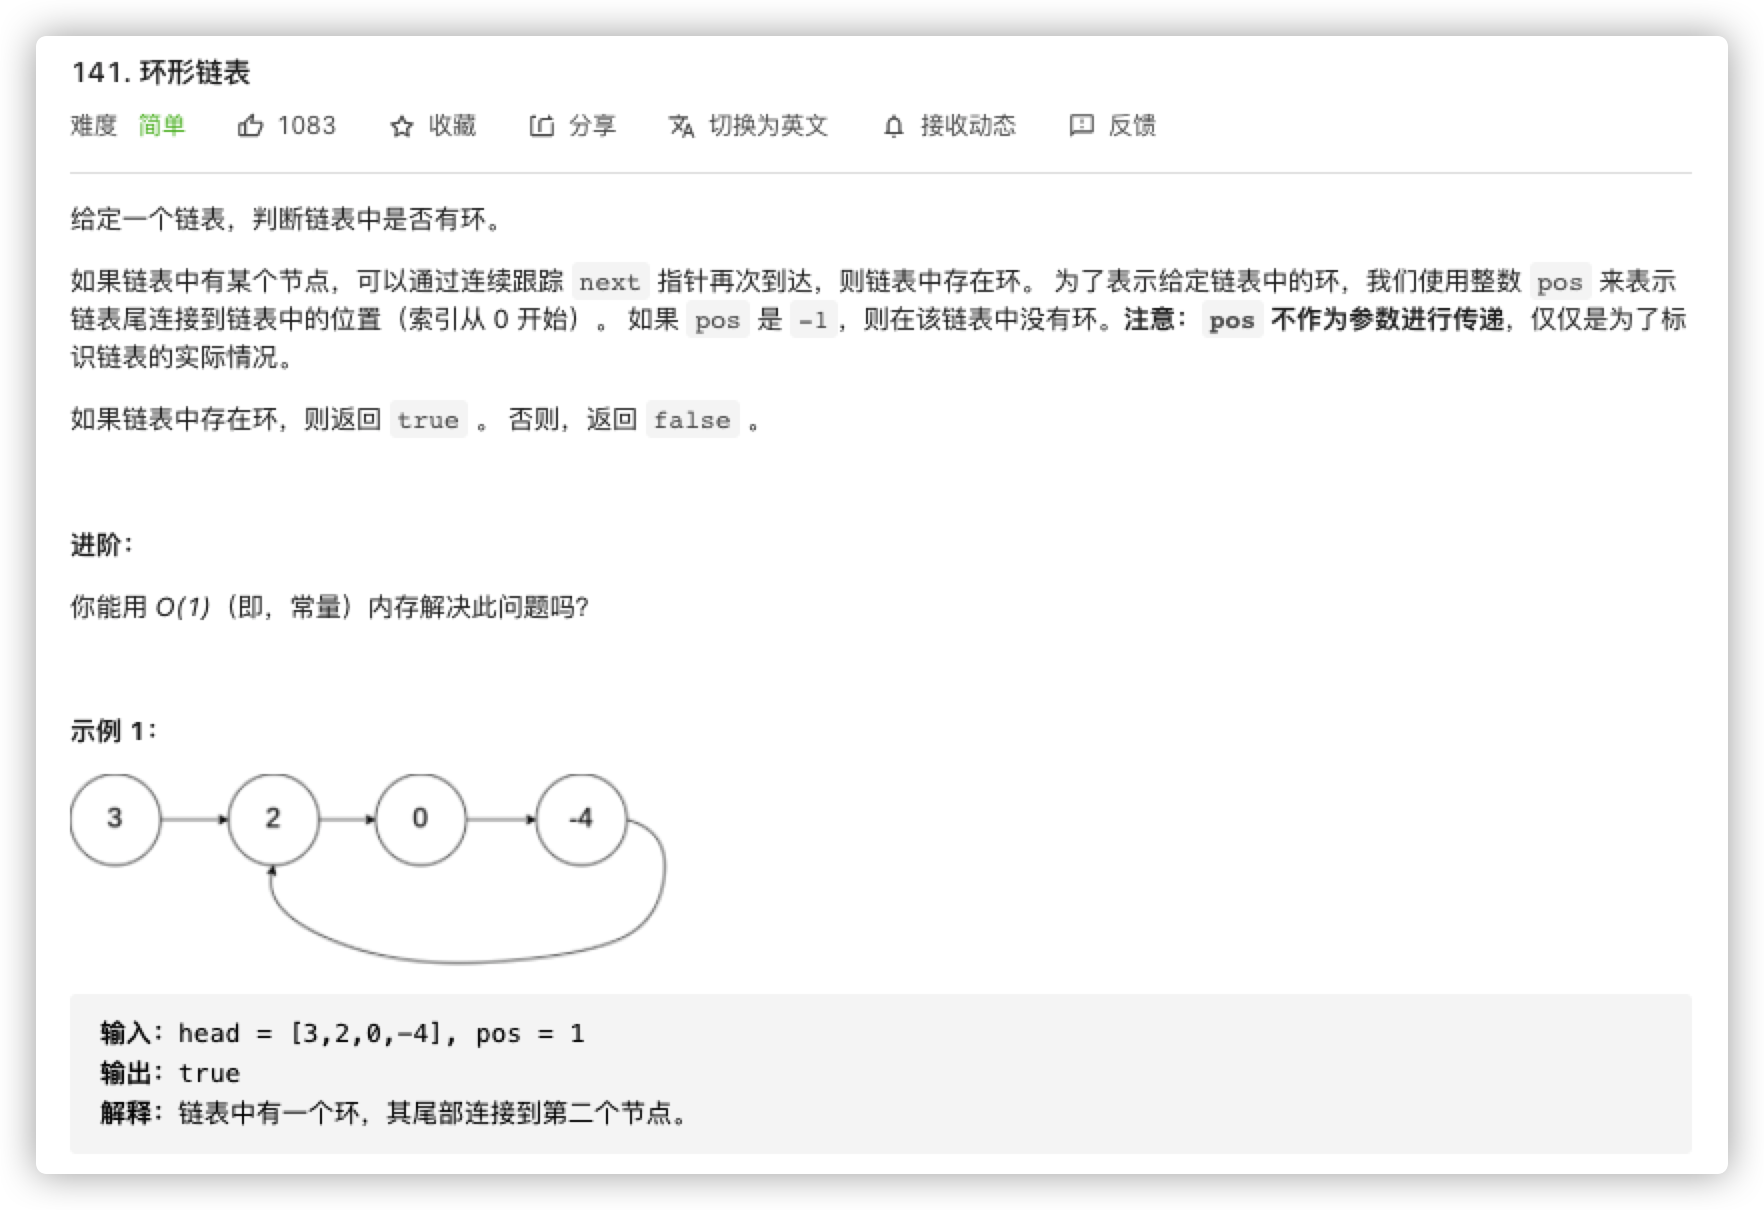 141. 环形链表
难度 简单 1083 收藏 分享 切换为英文 接收动态 反馈
给定一个链表，判断链表中是否有环。
如果链表中有某个节点，可以通过连续跟踪 next 指针再次到达，则链表中存在环。 为了表示给定链表中的环，我们使用整数 pos 来表示
链表尾连接到链表中的位置（索引从 0 开始）。 如果 pos 是 -1，则在该链表中没有环。注意：pos 不作为参数进行传递，仅仅是为了标
识链表的实际情况。
如果链表中存在环，则返回 true 。 否则，返回 false 。
进阶：
你能用 O(1)（即，常量）内存解决此问题吗？
示例 1：
3 2 0 -4
输入：head = [3,2,0,-4], pos = 1
输出：true
解释：链表中有一个环，其尾部连接到第二个节点。